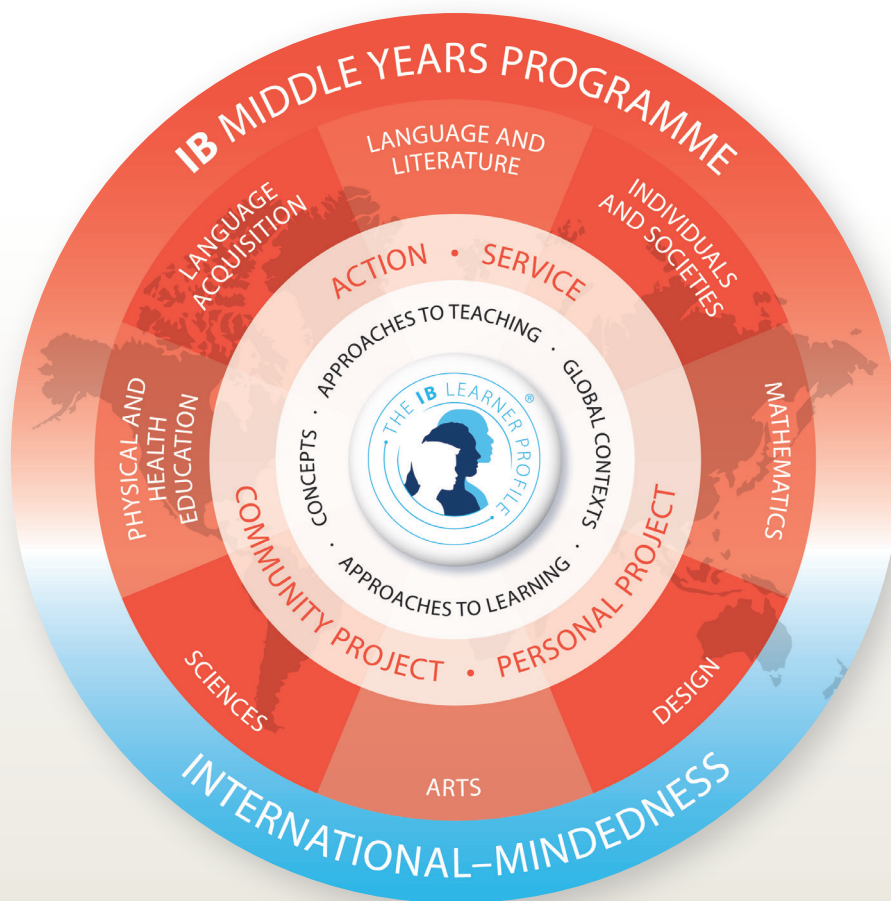 IB MIDDLE YEARS PROGRAMME
LANGUAGE AND
LITERATURE
INDIVIDUALS
AND SOCIETIES
MATHEMATICS
DESIGN
ARTS
SCIENCES
PHYSICAL AND
HEALTH
EDUCATION
LANGUAGE
ACQUISITION
ACTION • SERVICE
COMMUNITY PROJECT • PERSONAL PROJECT
APPROACHES TO TEACHING · GLOBAL CONTEXTS · APPROACHES TO LEARNING · CONCEPTS ·
THE IB LEARNER PROFILE ®
INTERNATIONAL–MINDEDNESS